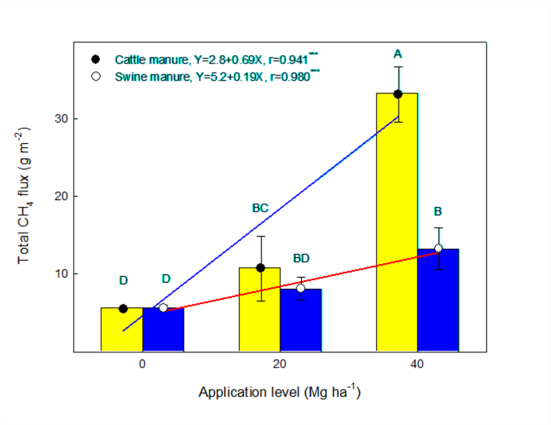 Cattle manure, Y=2.8+0.69X, r=0.941***
Swine manure, Y=5.2+0.19X, r=0.980***
A
B
BC
BD
D D
30
20
10
Total CH4 flux (g m-2)
0 20 40
Application level (Mg ha-1)